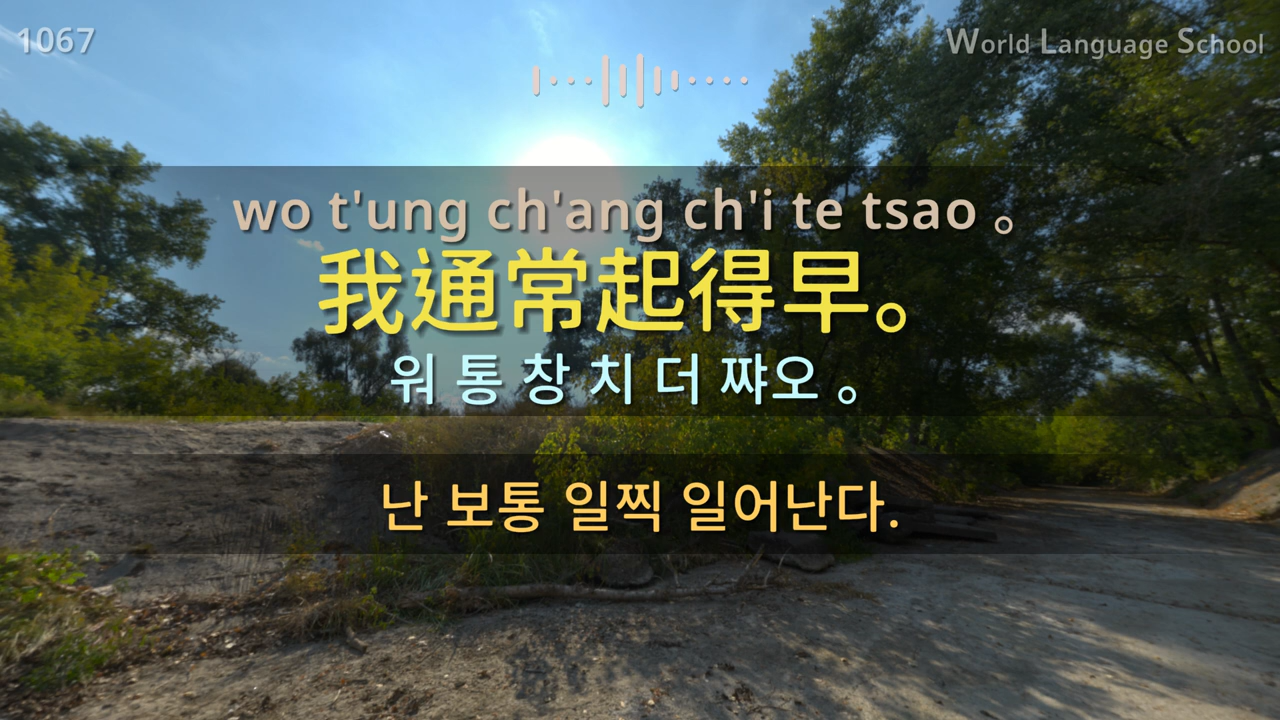 1067
World Language School
wo t'ung ch'ang ch'i te tsao 。
我通常起得早。
워 통 창 치 더 쨔오 。
난 보통 일찍 일어난다.